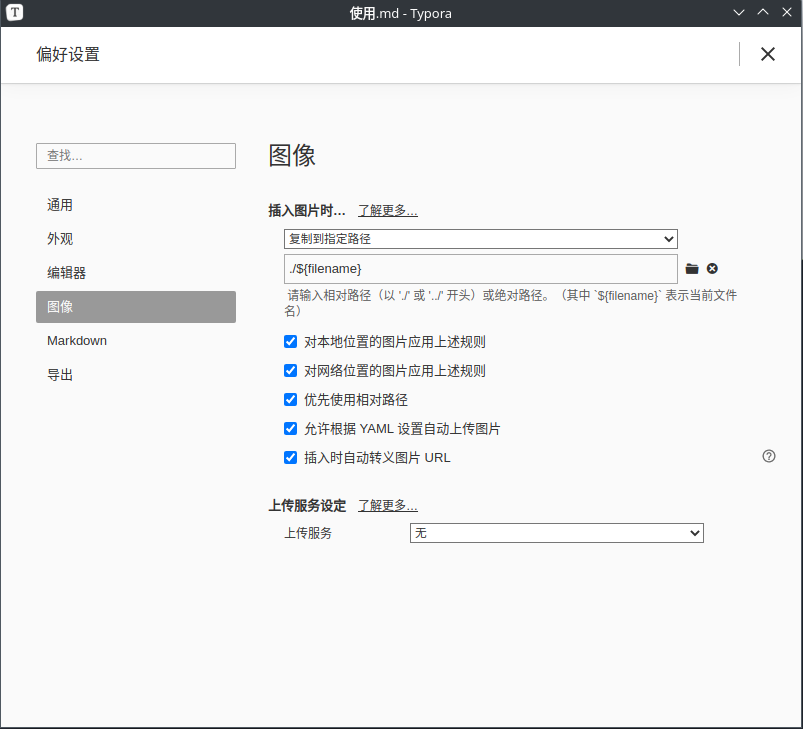 T
使用.md - Typora
偏好设置
查找...
通用
外观
编辑器
图像
Markdown
导出
图像
插入图片时... 了解更多...
复制到指定路径
./${filename}
请输入相对路径（以 './' 或 '../' 开头）或绝对路径。（其中 `${filename}` 表示当前文件
名）
对本地位置的图片应用上述规则
对网络位置的图片应用上述规则
优先使用相对路径
允许根据 YAML 设置自动上传图片
插入时自动转义图片 URL
上传服务设定 了解更多...
上传服务 无